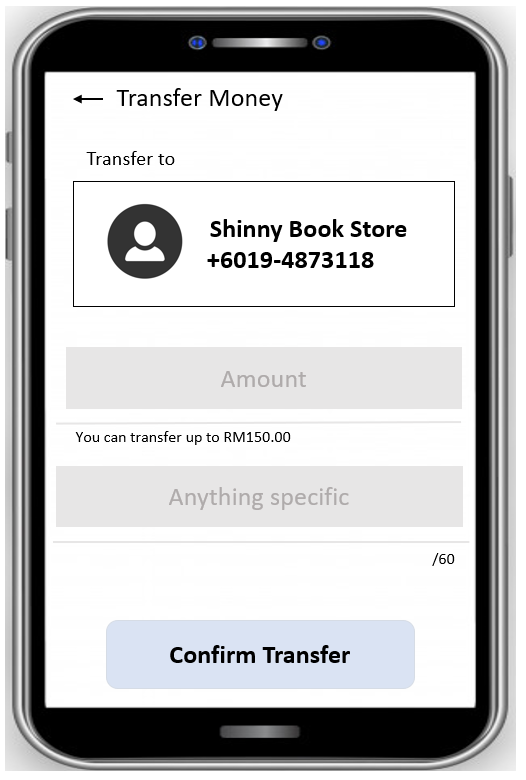 Transfer Money
Transfer to
Shinny Book Store
+6019-4873118
Amount
You can transfer up to RM150.00
Anything specific
/60
Confirm Transfer